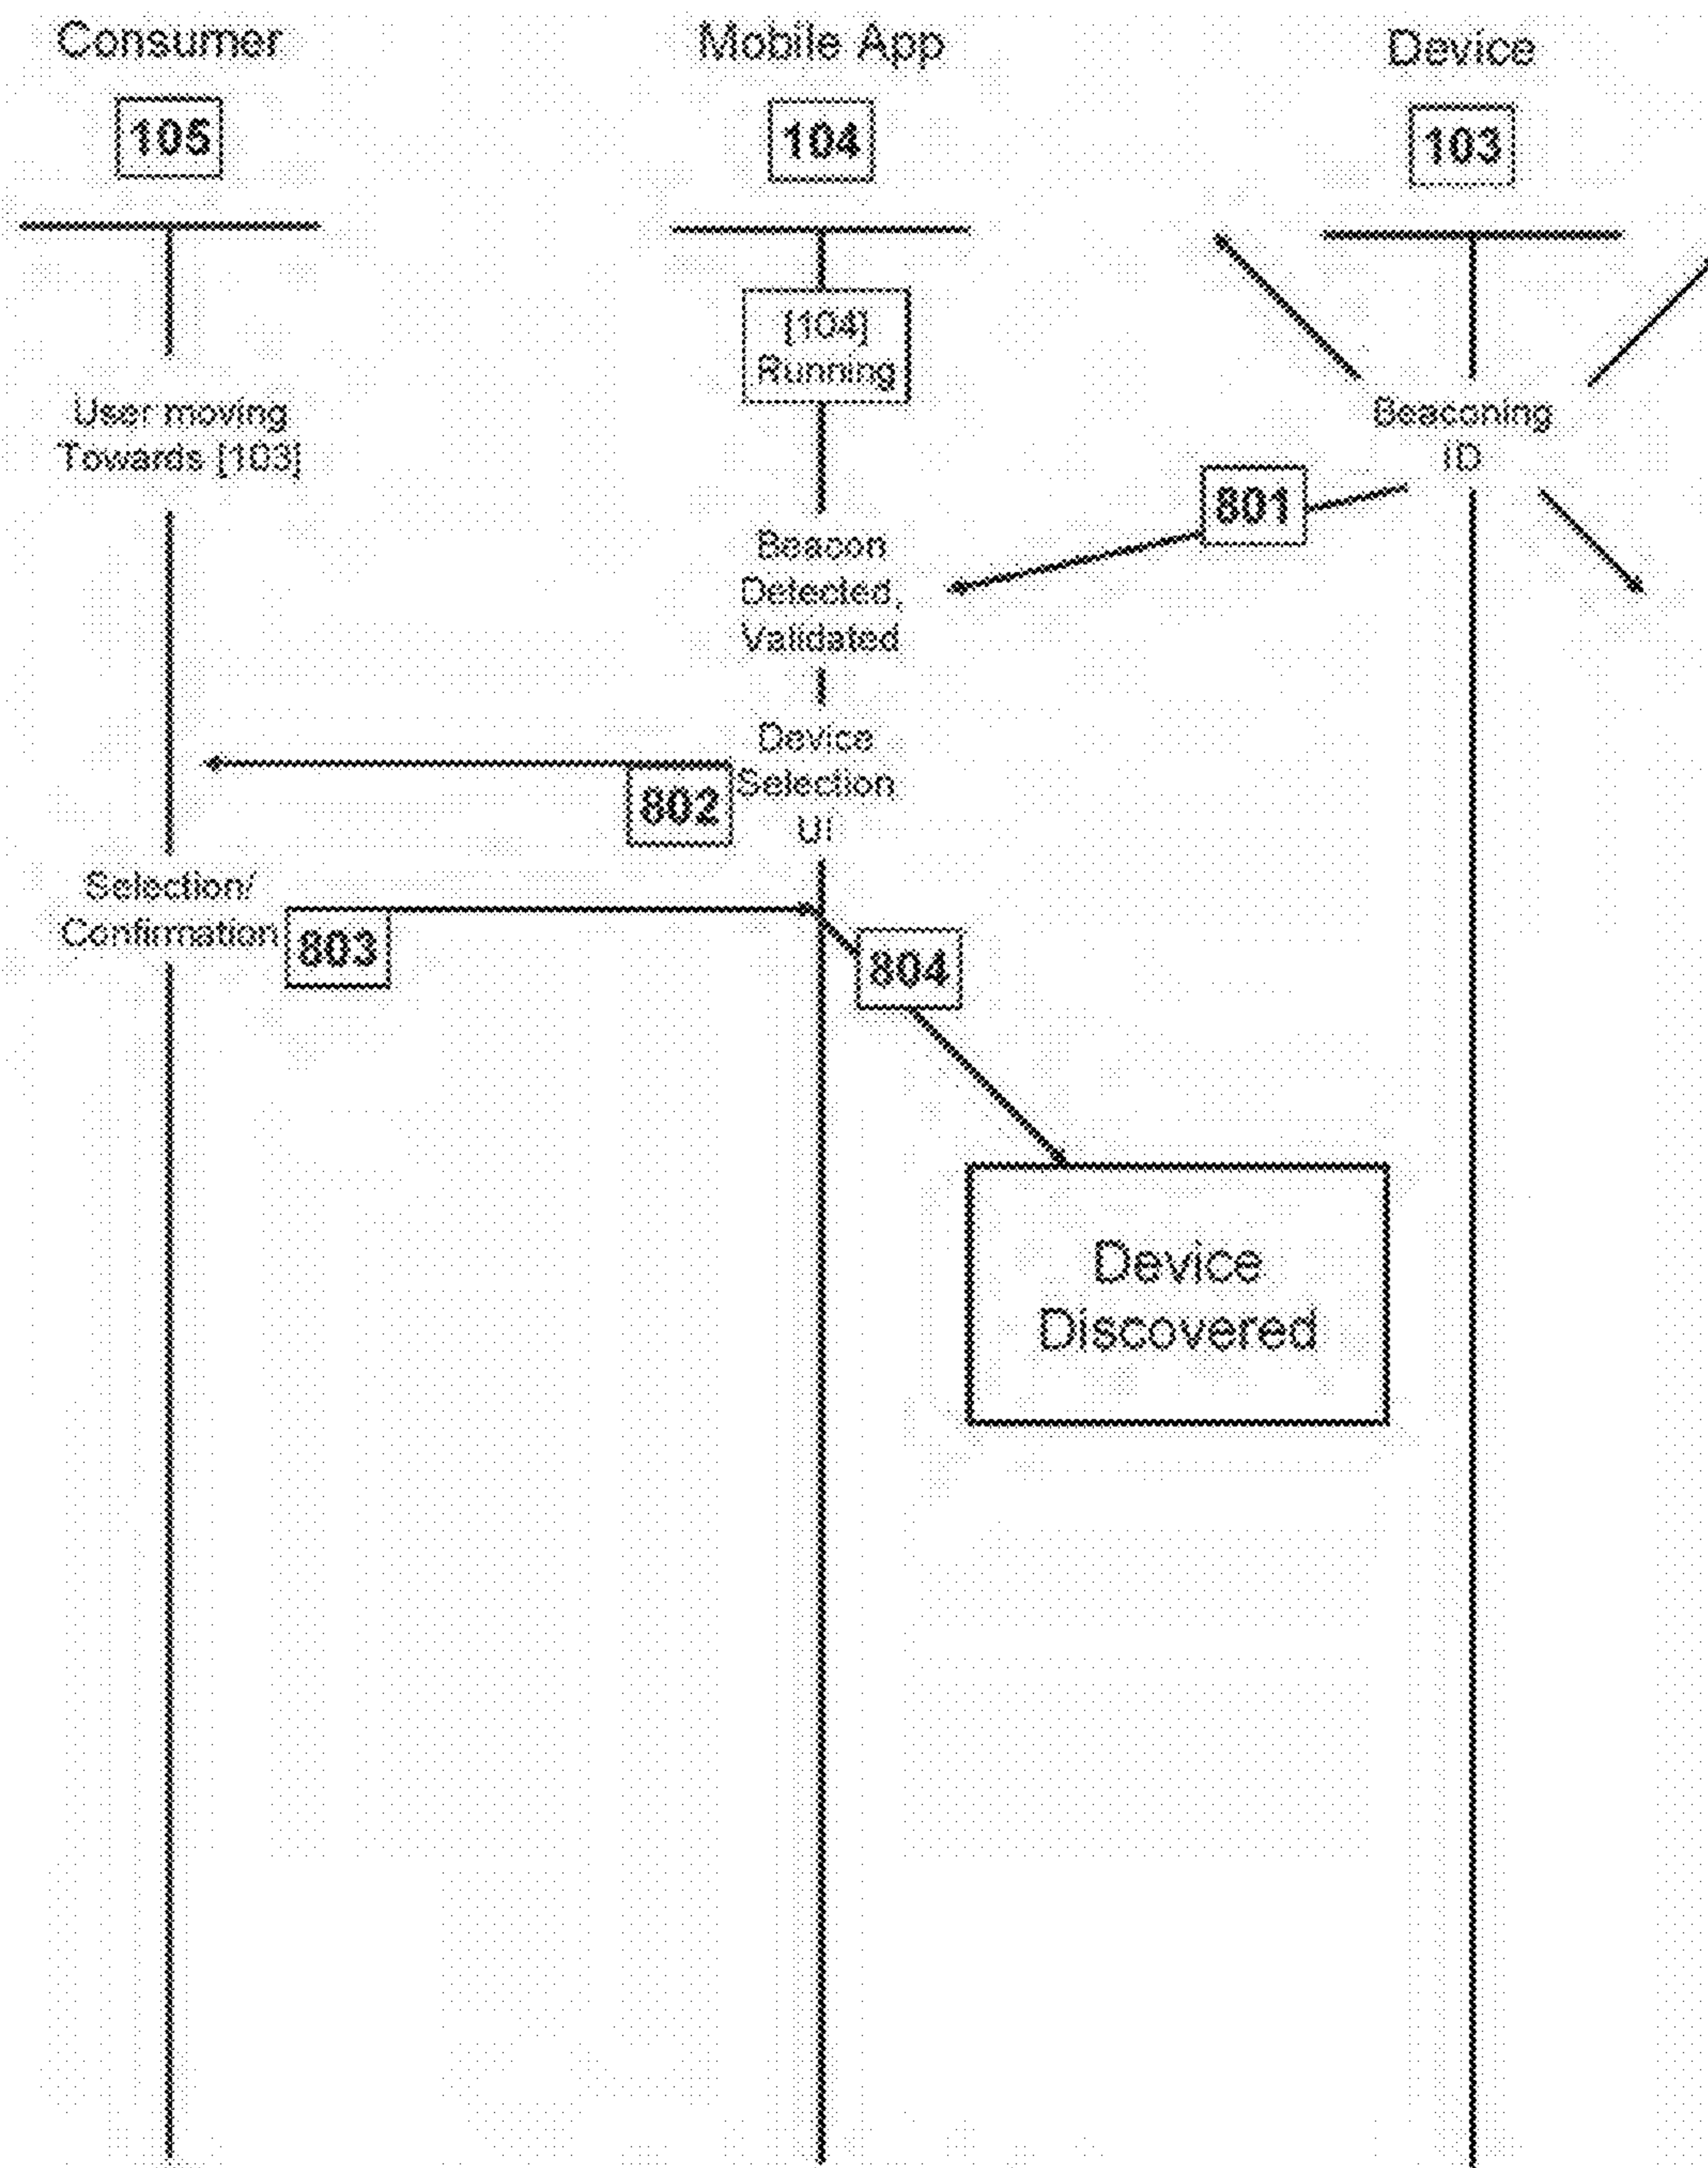 Consumer
Mobile App
Device
105
104
103
[104]
Running
User moving
Towards [103]
Beaconing
ID
801
Beacon
Detected,
Validated
Device
Selection
UI
802
Selection/
Confirmation
803
804
Device
Discovered